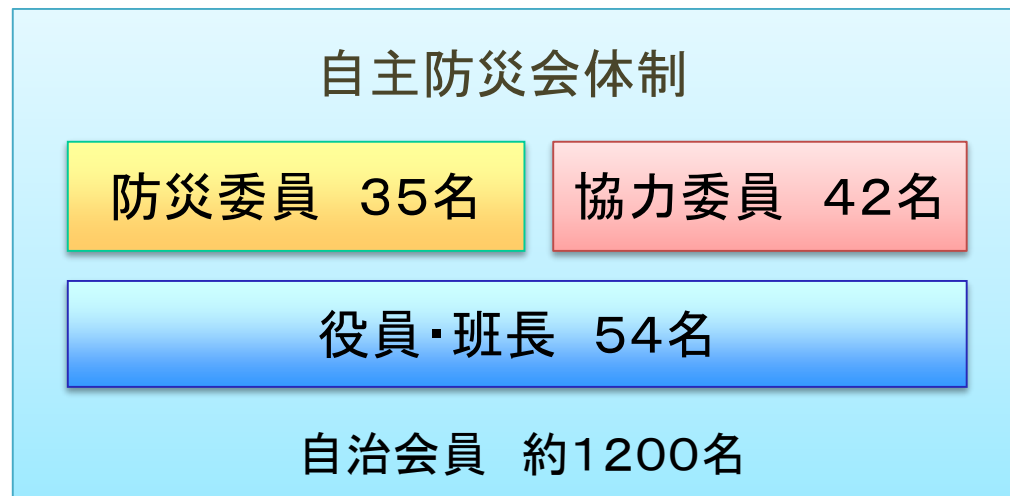 自主防災会体制
防災委員　３５名
協力委員　４２名
役員・班長　５４名
自治会員　約１２００名